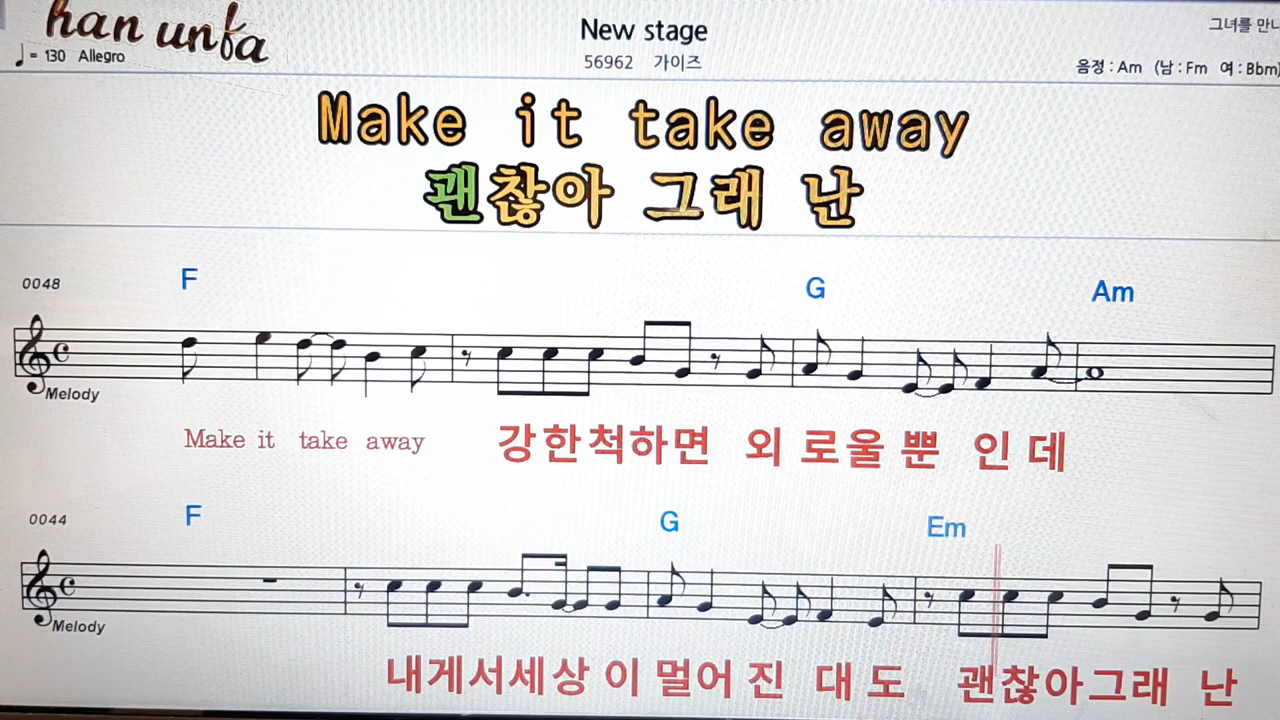 han unfa
New stage
그녀를 만나
♩= 130 Allegro
56962 가이즈
음정 : Am (남 : Fm 여 : Bbm)
Make it take away
괜찮아 그래 난
0048
F G Am
Melody
Make it take away 강한척하면 외 로울 뿐 인 데
0044
F G Em
Melody
내게서세상 이 멀어 진 대 도 괜찮아그래 난